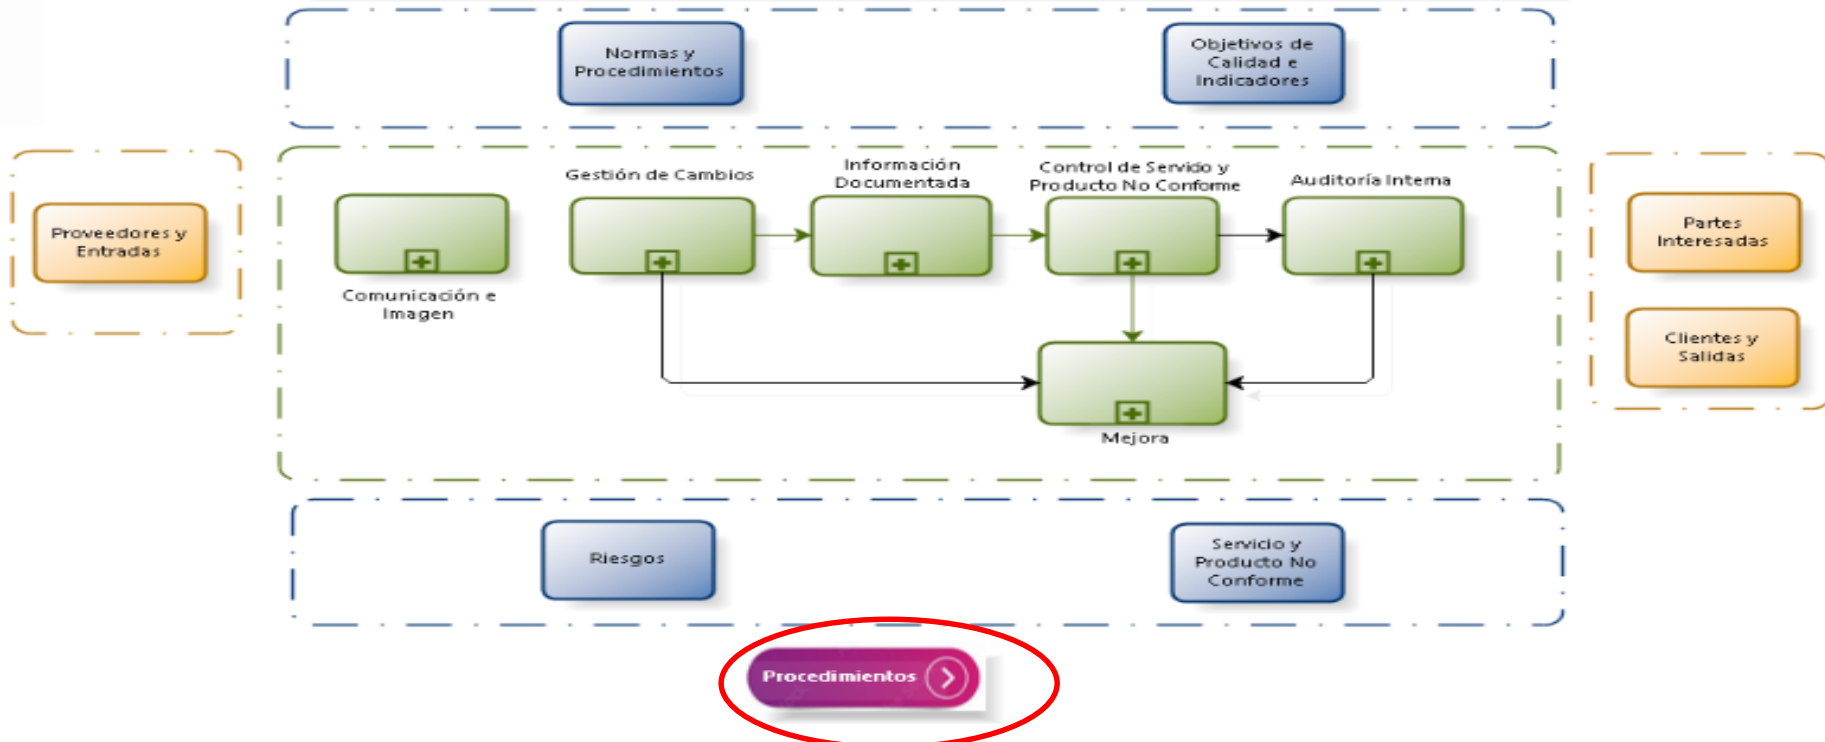 Normas y
Procedimientos
Objetivos de
Calidad e
Indicadores
Proveedores y
Entradas
Comunicación e
Imagen
Gestión de Cambios
Información
Documentada
Control de Servicio y
Producto No Conforme
Auditoría Interna
Mejora
Partes
Interesadas
Clientes y
Salidas
Riesgos
Servicio y
Producto No
Conforme
Procedimientos